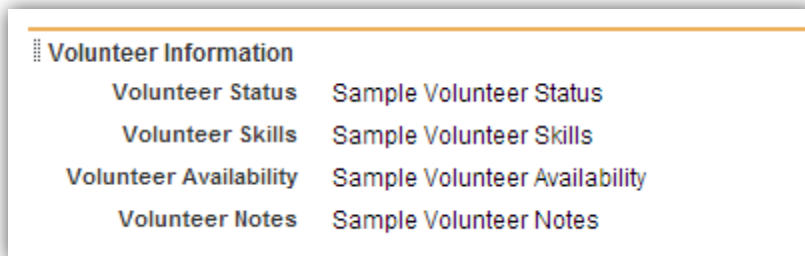 Volunteer Information
Volunteer Status Sample Volunteer Status
Volunteer Skills Sample Volunteer Skills
Volunteer Availability Sample Volunteer Availability
Volunteer Notes Sample Volunteer Notes